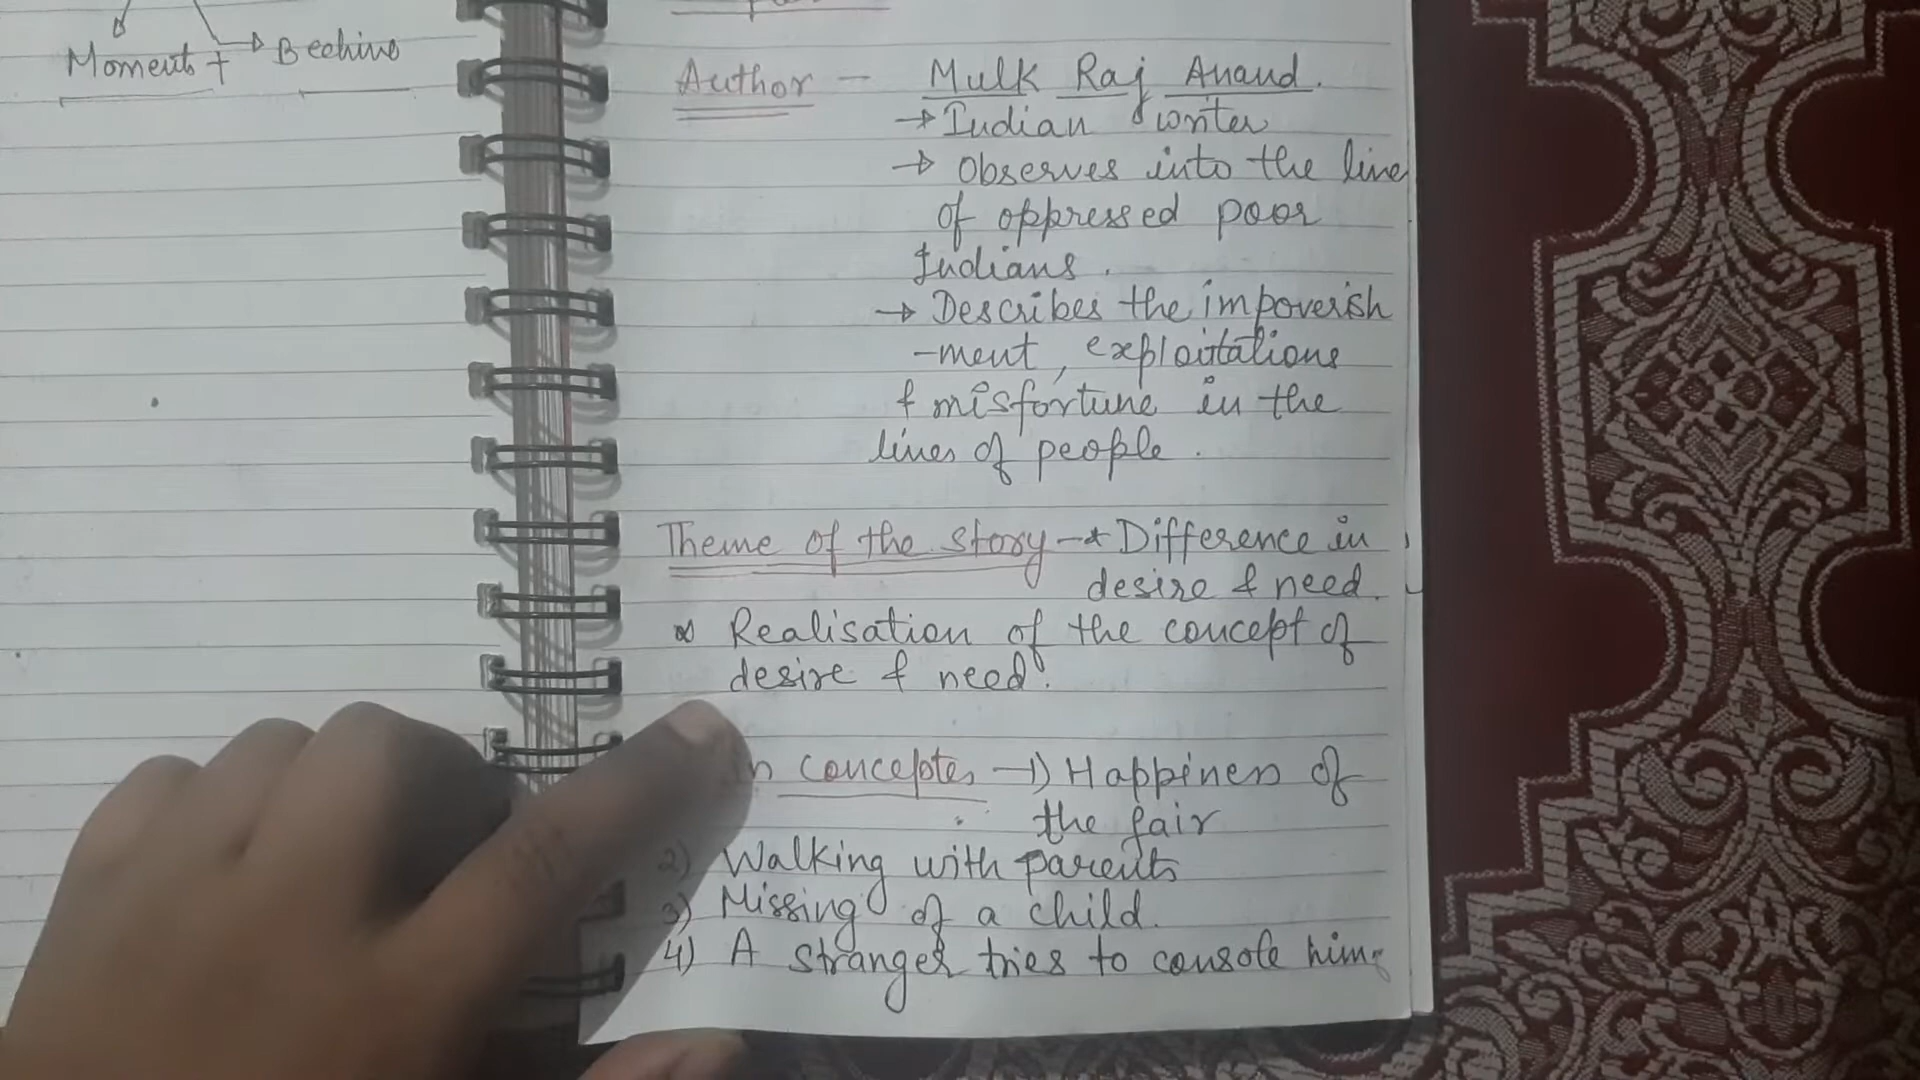 Moments + Beehive
Author - Mulk Raj Anand.
→ Indian writer
→ Observes into the lives
of oppressed poor
Indians.
→ Describes the impoverish
-ment, exploitations
& misfortune in the
lives of people.
Theme of the story -* Difference in
desire & need.
* Realisation of the concept of
desire & need.
concepts - 1) Happiness of
the fair
2) Walking with parents
3) Missing of a child.
4) A stranger tries to console him